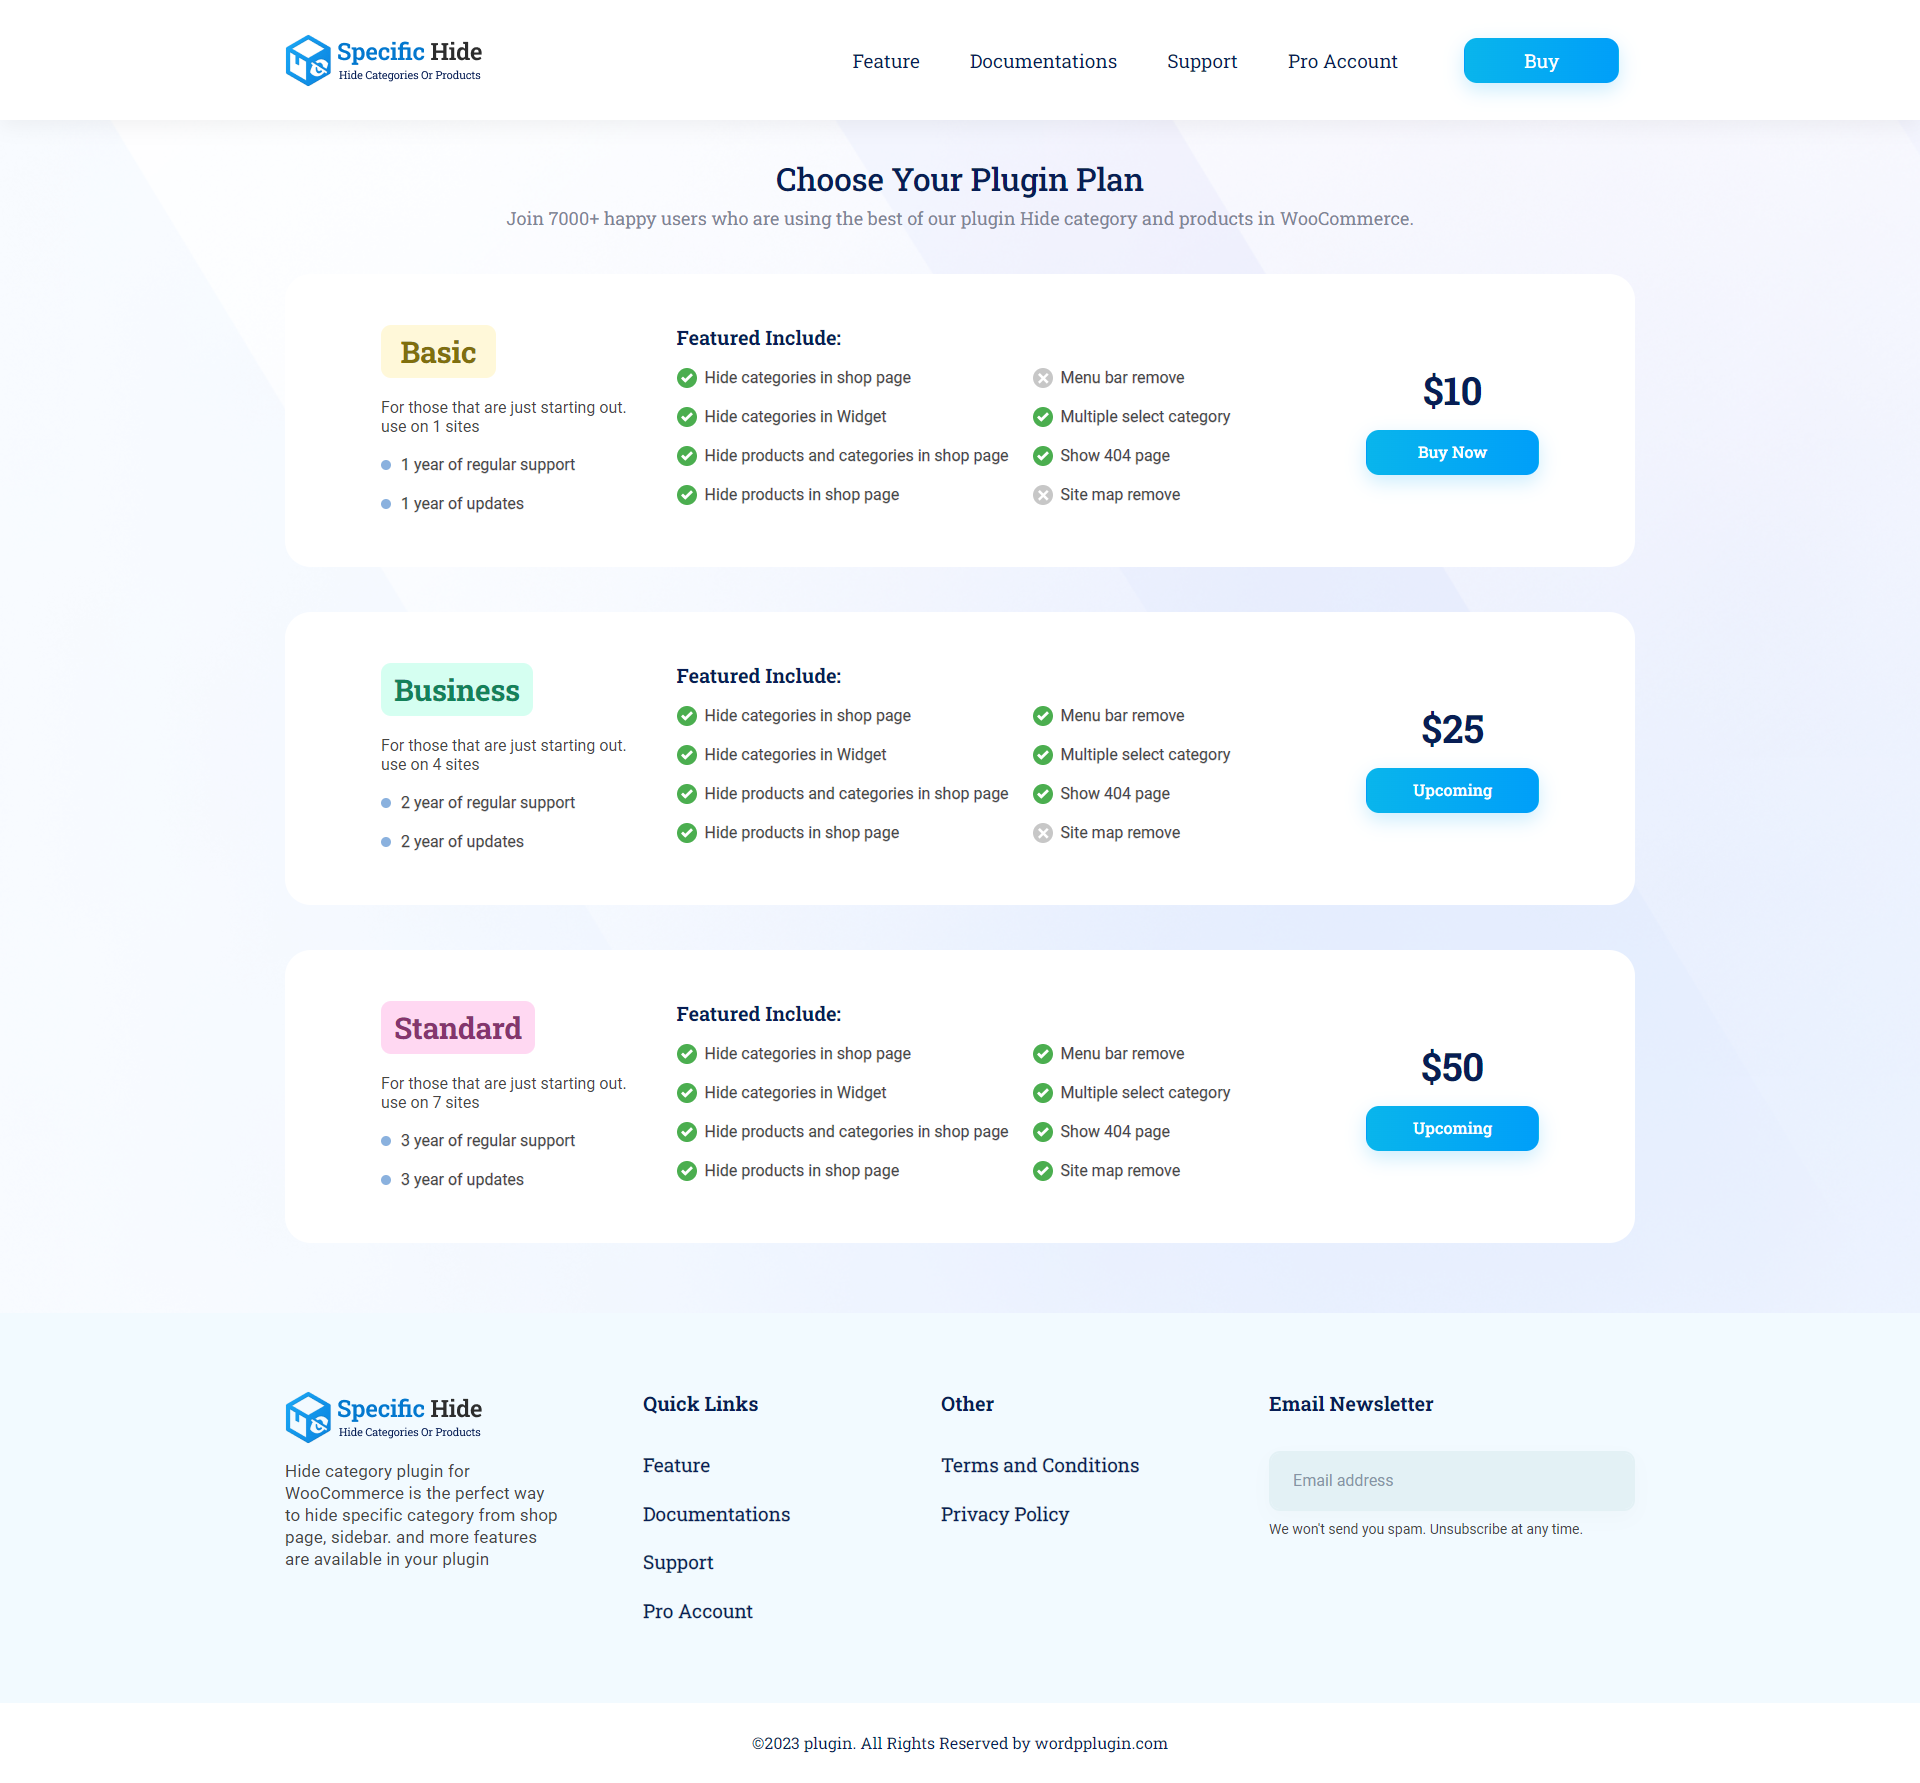 Specific Hide
Hide Categories Or Products
Feature
Documentations
Support
Pro Account
Buy
Choose Your Plugin Plan
Join 7000+ happy users who are using the best of our plugin Hide category and products in WooCommerce.
Basic
For those that are just starting out.
use on 1 sites
1 year of regular support
1 year of updates
Featured Include:
Hide categories in shop page
Hide categories in Widget
Hide products and categories in shop page
Hide products in shop page
Menu bar remove
Multiple select category
Show 404 page
Site map remove
$10
Buy Now
Business
For those that are just starting out.
use on 4 sites
2 year of regular support
2 year of updates
Featured Include:
Hide categories in shop page
Hide categories in Widget
Hide products and categories in shop page
Hide products in shop page
Menu bar remove
Multiple select category
Show 404 page
Site map remove
$25
Upcoming
Standard
For those that are just starting out.
use on 7 sites
3 year of regular support
3 year of updates
Featured Include:
Hide categories in shop page
Hide categories in Widget
Hide products and categories in shop page
Hide products in shop page
Menu bar remove
Multiple select category
Show 404 page
Site map remove
$50
Upcoming
Specific Hide
Hide Categories Or Products
Hide category plugin for
WooCommerce is the perfect way
to hide specific category from shop
page, sidebar. and more features
are available in your plugin
Quick Links
Feature
Documentations
Support
Pro Account
Other
Terms and Conditions
Privacy Policy
Email Newsletter
Email address
We won't send you spam. Unsubscribe at any time.
©2023 plugin. All Rights Reserved by wordpplugin.com